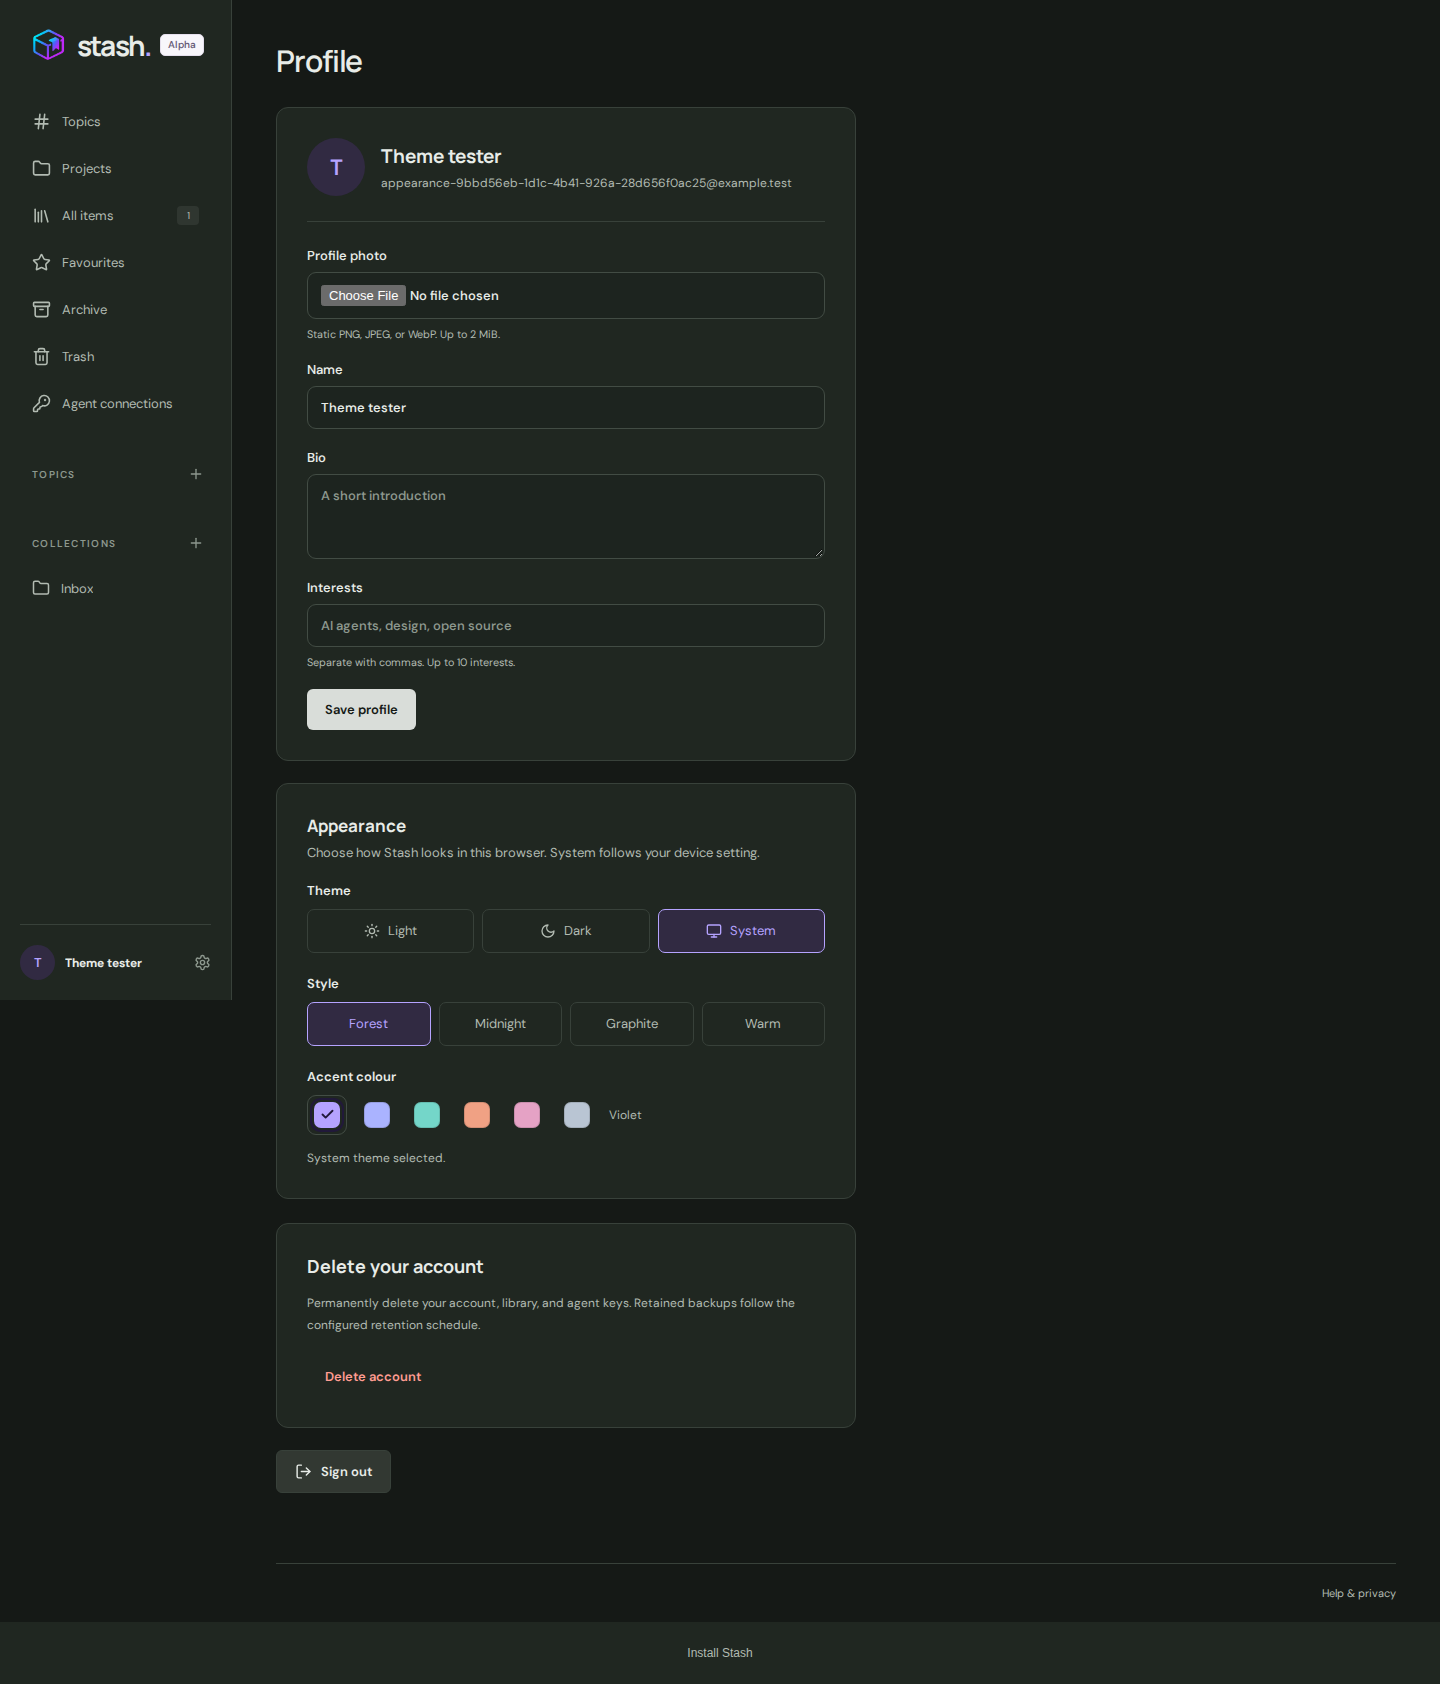 stash.
Alpha
Topics
Projects
All items 1
Favourites
Archive
Trash
Agent connections
TOPICS
COLLECTIONS
Inbox
T Theme tester
Profile
T
Theme tester
appearance-9bbd56eb-1d1c-4b41-926a-28d656f0ac25@example.test
Profile photo
Choose File No file chosen
Static PNG, JPEG, or WebP. Up to 2 MiB.
Name
Theme tester
Bio
A short introduction
Interests
AI agents, design, open source
Separate with commas. Up to 10 interests.
Save profile
Appearance
Choose how Stash looks in this browser. System follows your device setting.
Theme
Light Dark System
Style
Forest Midnight Graphite Warm
Accent colour
Violet
System theme selected.
Delete your account
Permanently delete your account, library, and agent keys. Retained backups follow the
configured retention schedule.
Delete account
Sign out
Help & privacy
Install Stash